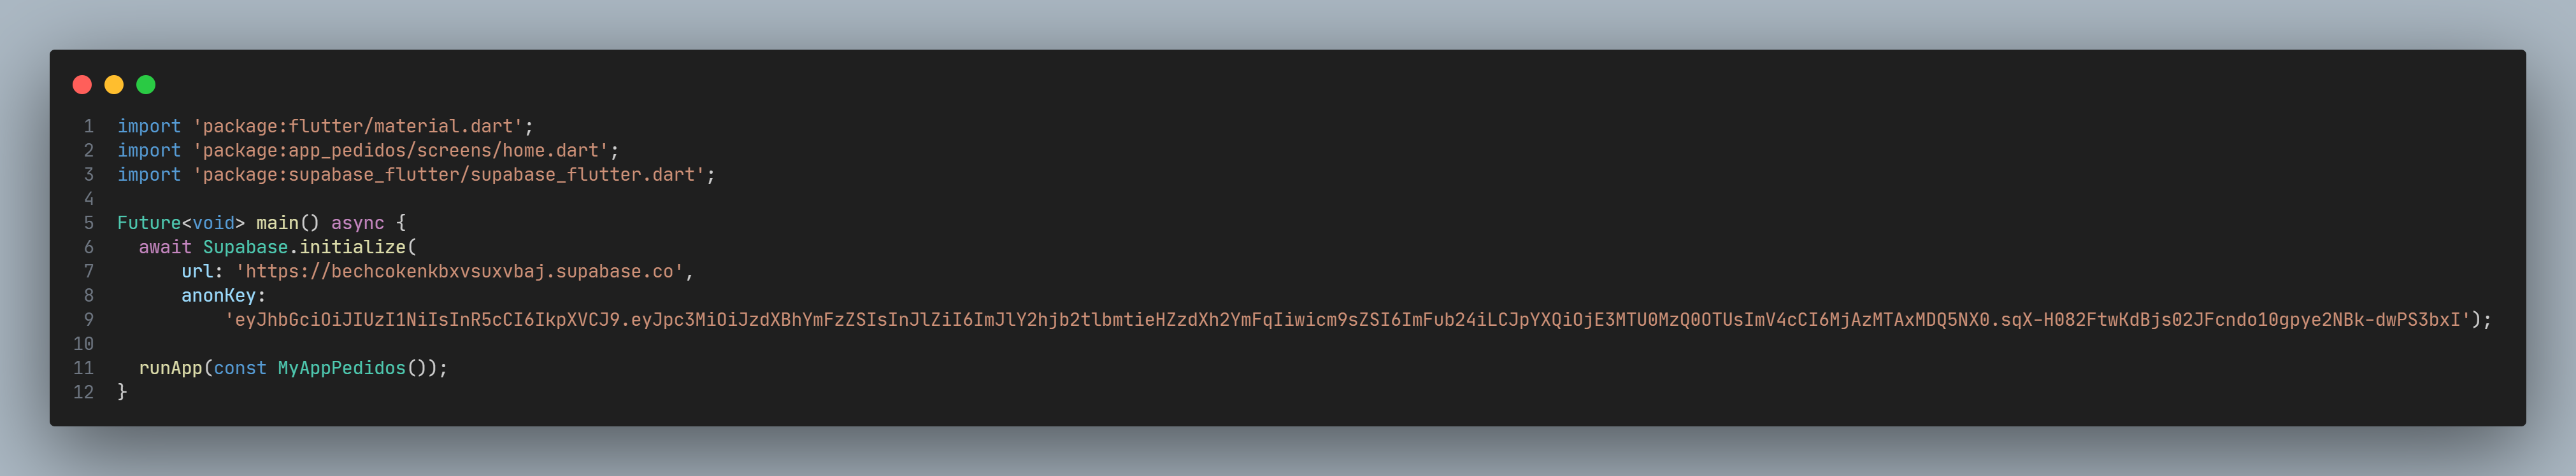 1 import 'package:flutter/material.dart';
2 import 'package:app_pedidos/screens/home.dart';
3 import 'package:supabase_flutter/supabase_flutter.dart';
4
5 Future<void> main() async {
6   await Supabase.initialize(
7       url: 'https://bechcokenkbxvsuxvbaj.supabase.co',
8       anonKey:
9           'eyJhbGciOiJIUzI1NiIsInR5cCI6IkpXVCJ9.eyJpc3MiOiJzdXBhYmFzZSIsInJlZiI6ImJlY2hjb2tlbmtieHZzdXh2YmFqIiwicm9sZSI6ImFub24iLCJpYXQiOjE3MTU0MzQ0OTUsImV4cCI6MjAzMTAxMDQ5NX0.sqX-H082FtwKdBjs02JFcndo10gpye2NBk-dwPS3bxI');
10
11   runApp(const MyAppPedidos());
12 }